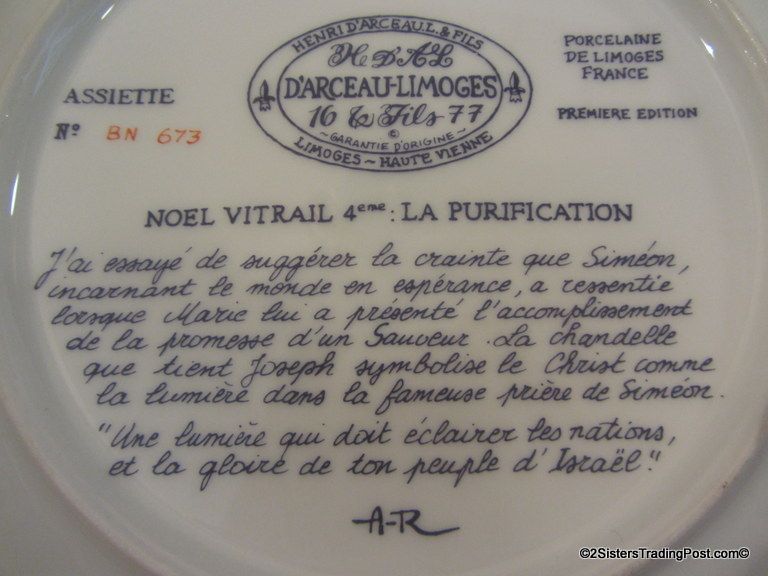 HENRI D'ARCEAU L. & FILS
H D'AL
D'ARCEAU-LIMOGES
16 & Fils 77
©
~ GARANTIE D'ORIGINE ~
LIMOGES ~ HAUTE VIENNE
PORCELAINE
DE LIMOGES
FRANCE
PREMIERE EDITION
ASSIETTE
Nº BN 673
NOEL VITRAIL 4eme: LA PURIFICATION
J'ai essayé de suggérer la crainte que Siméon,
incarnant le monde en espérance, a ressentie
lorsque Marie lui a présenté l'accomplissement
de la promesse d'un Sauveur. La chandelle
que tient Joseph symbolise le Christ comme
la lumière dans la fameuse prière de Siméon.
"Une lumière qui doit éclairer les nations,
et la gloire de ton peuple d'Israël."
A-R
©2SistersTradingPost.com©